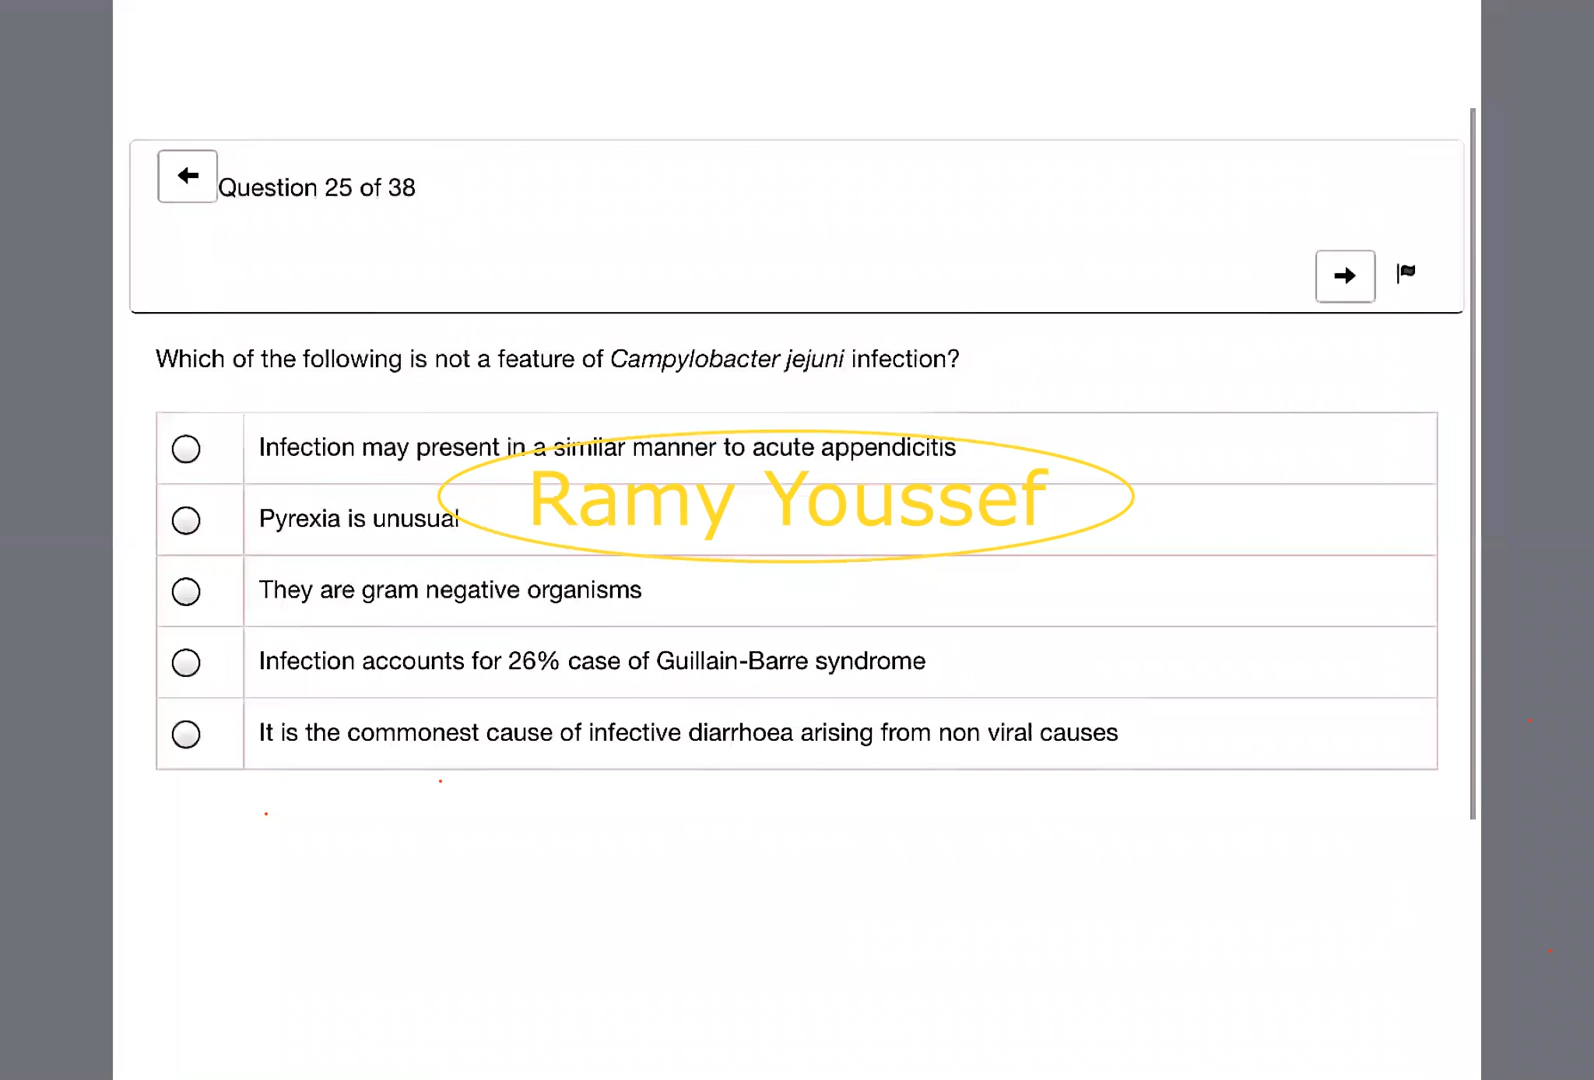 Question 25 of 38
Which of the following is not a feature of Campylobacter jejuni infection?
Infection may present in a similar manner to acute appendicitis
Ramy Youssef
Pyrexia is unusual
They are gram negative organisms
Infection accounts for 26% case of Guillain-Barre syndrome
It is the commonest cause of infective diarrhoea arising from non viral causes